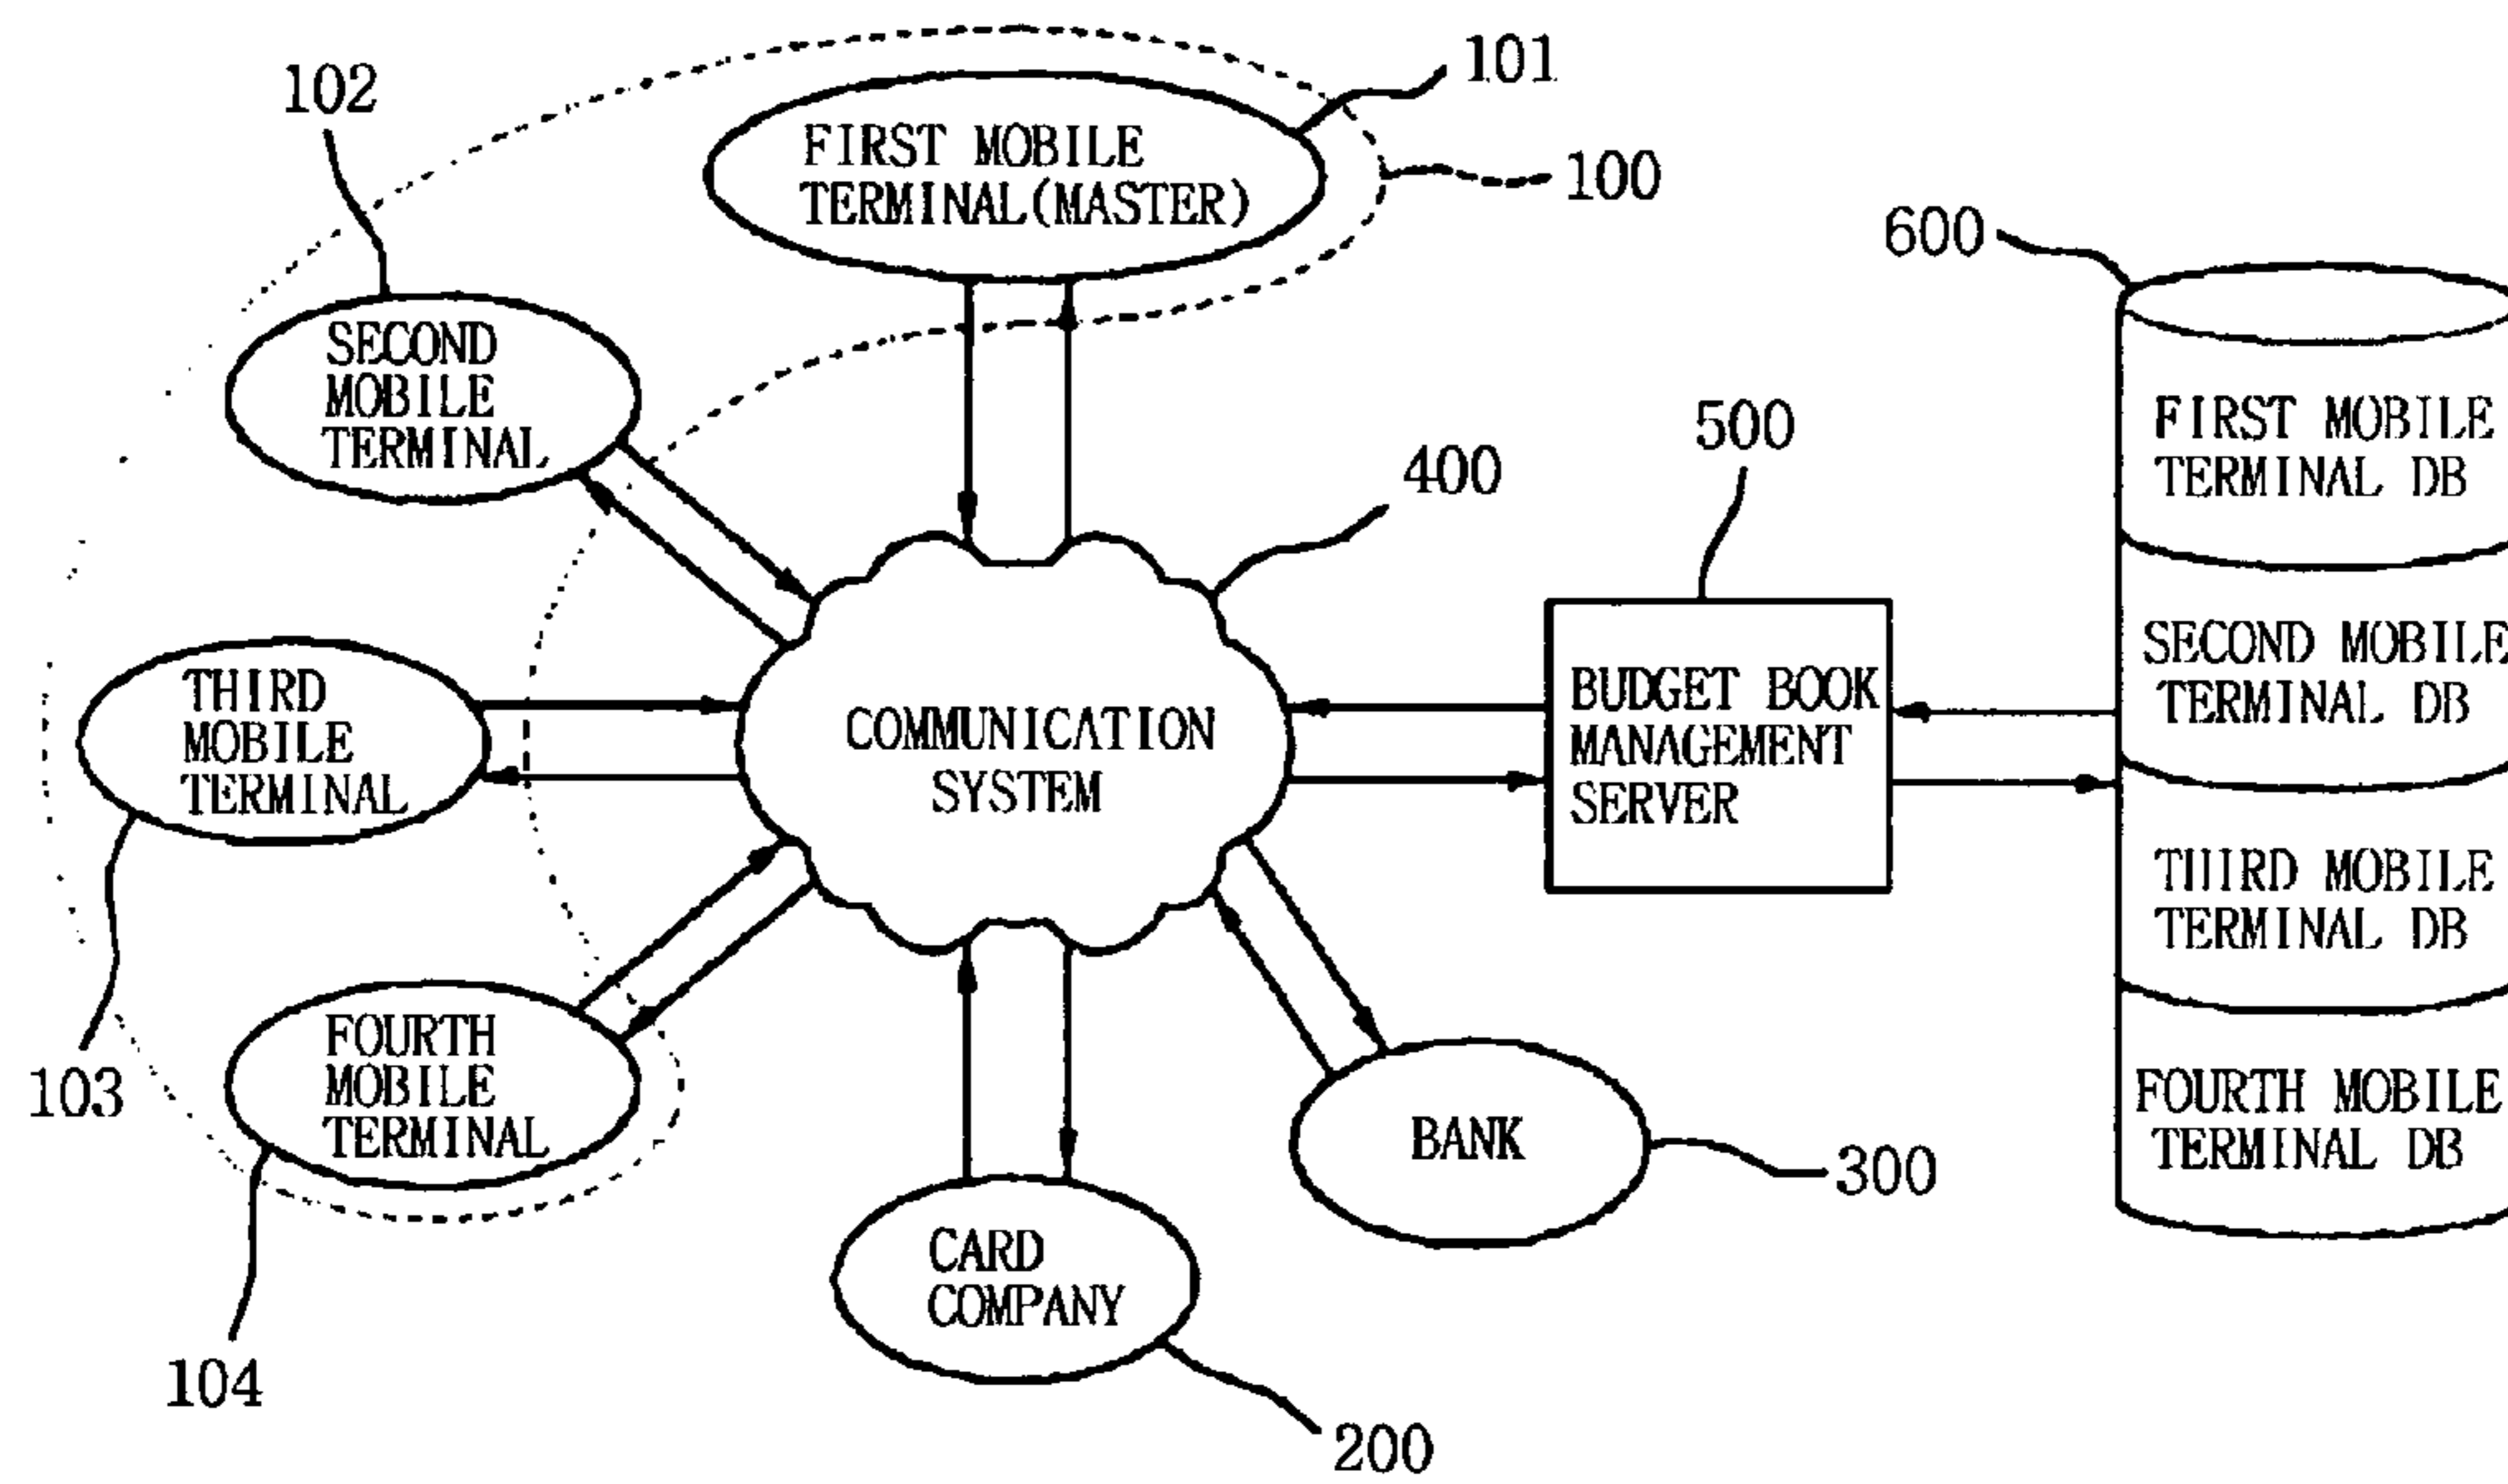 101
102
FIRST MOBILE
TERMINAL(MASTER)
100
600
SECOND
MOBILE
TERMINAL
FIRST MOBILE
TERMINAL DB
500
400
SECOND MOBILE
TERMINAL DB
THIRD
MOBILE
TERMINAL
COMMUNICATION
SYSTEM
BUDGET BOOK
MANAGEMENT
SERVER
THIRD MOBILE
TERMINAL DB
FOURTH
MOBILE
TERMINAL
103
FOURTH MOBILE
TERMINAL DB
BANK
300
CARD
COMPANY
104
200